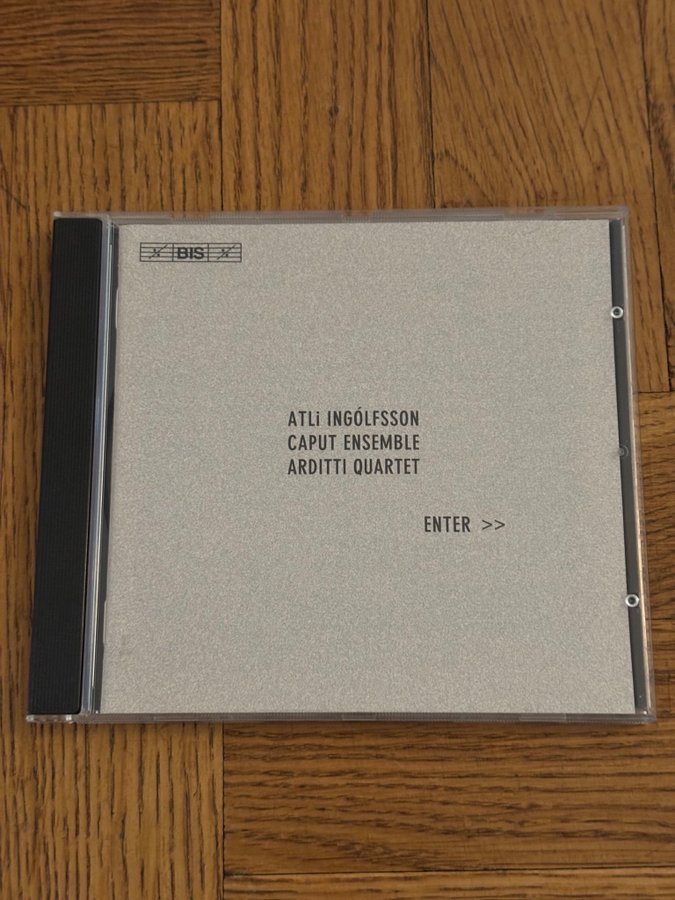 BIS
ATLi INGÓLFSSON
CAPUT ENSEMBLE
ARDITTI QUARTET
ENTER >>